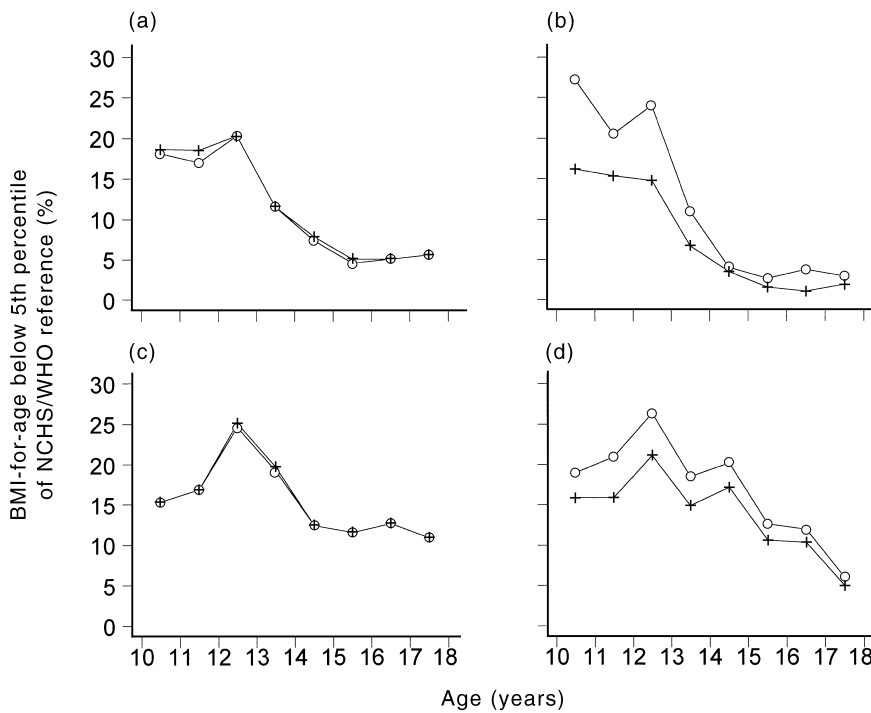 (a)
(b)
30
25
20
15
10
5
0
(c)
(d)
30
25
20
15
10
5
0
10 11 12 13 14 15 16 17 18
10 11 12 13 14 15 16 17 18
BMI-for-age below 5th percentile
of NCHS/WHO reference (%)
Age (years)